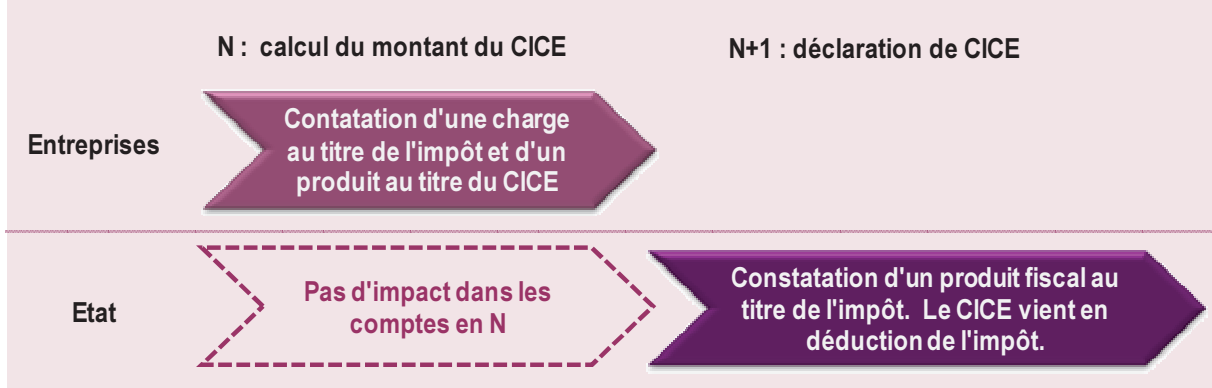 N : calcul du montant du CICE
N+1 : déclaration de CICE
Entreprises
Contatation d'une charge
au titre de l'impôt et d'un
produit au titre du CICE
Etat
Pas d'impact dans les
comptes en N
Constatation d'un produit fiscal au
titre de l'impôt. Le CICE vient en
déduction de l'impôt.